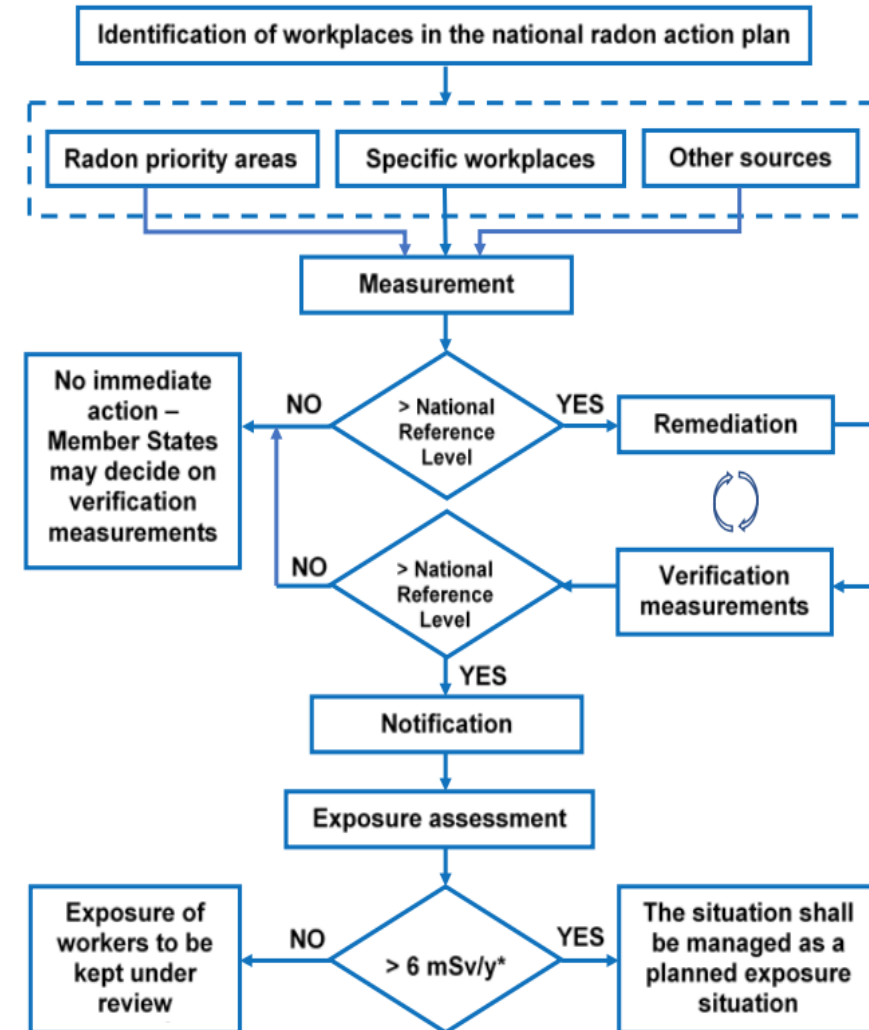 Identification of workplaces in the national radon action plan
Radon priority areas
Specific workplaces
Other sources
Measurement
No immediate
action –
Member States
may decide on
verification
measurements
NO
> National
Reference
Level
YES
Remediation
NO
> National
Reference
Level
Verification
measurements
YES
Notification
Exposure assessment
Exposure of
workers to be
kept under
review
NO
> 6 mSv/y*
YES
The situation shall
be managed as a
planned exposure
situation